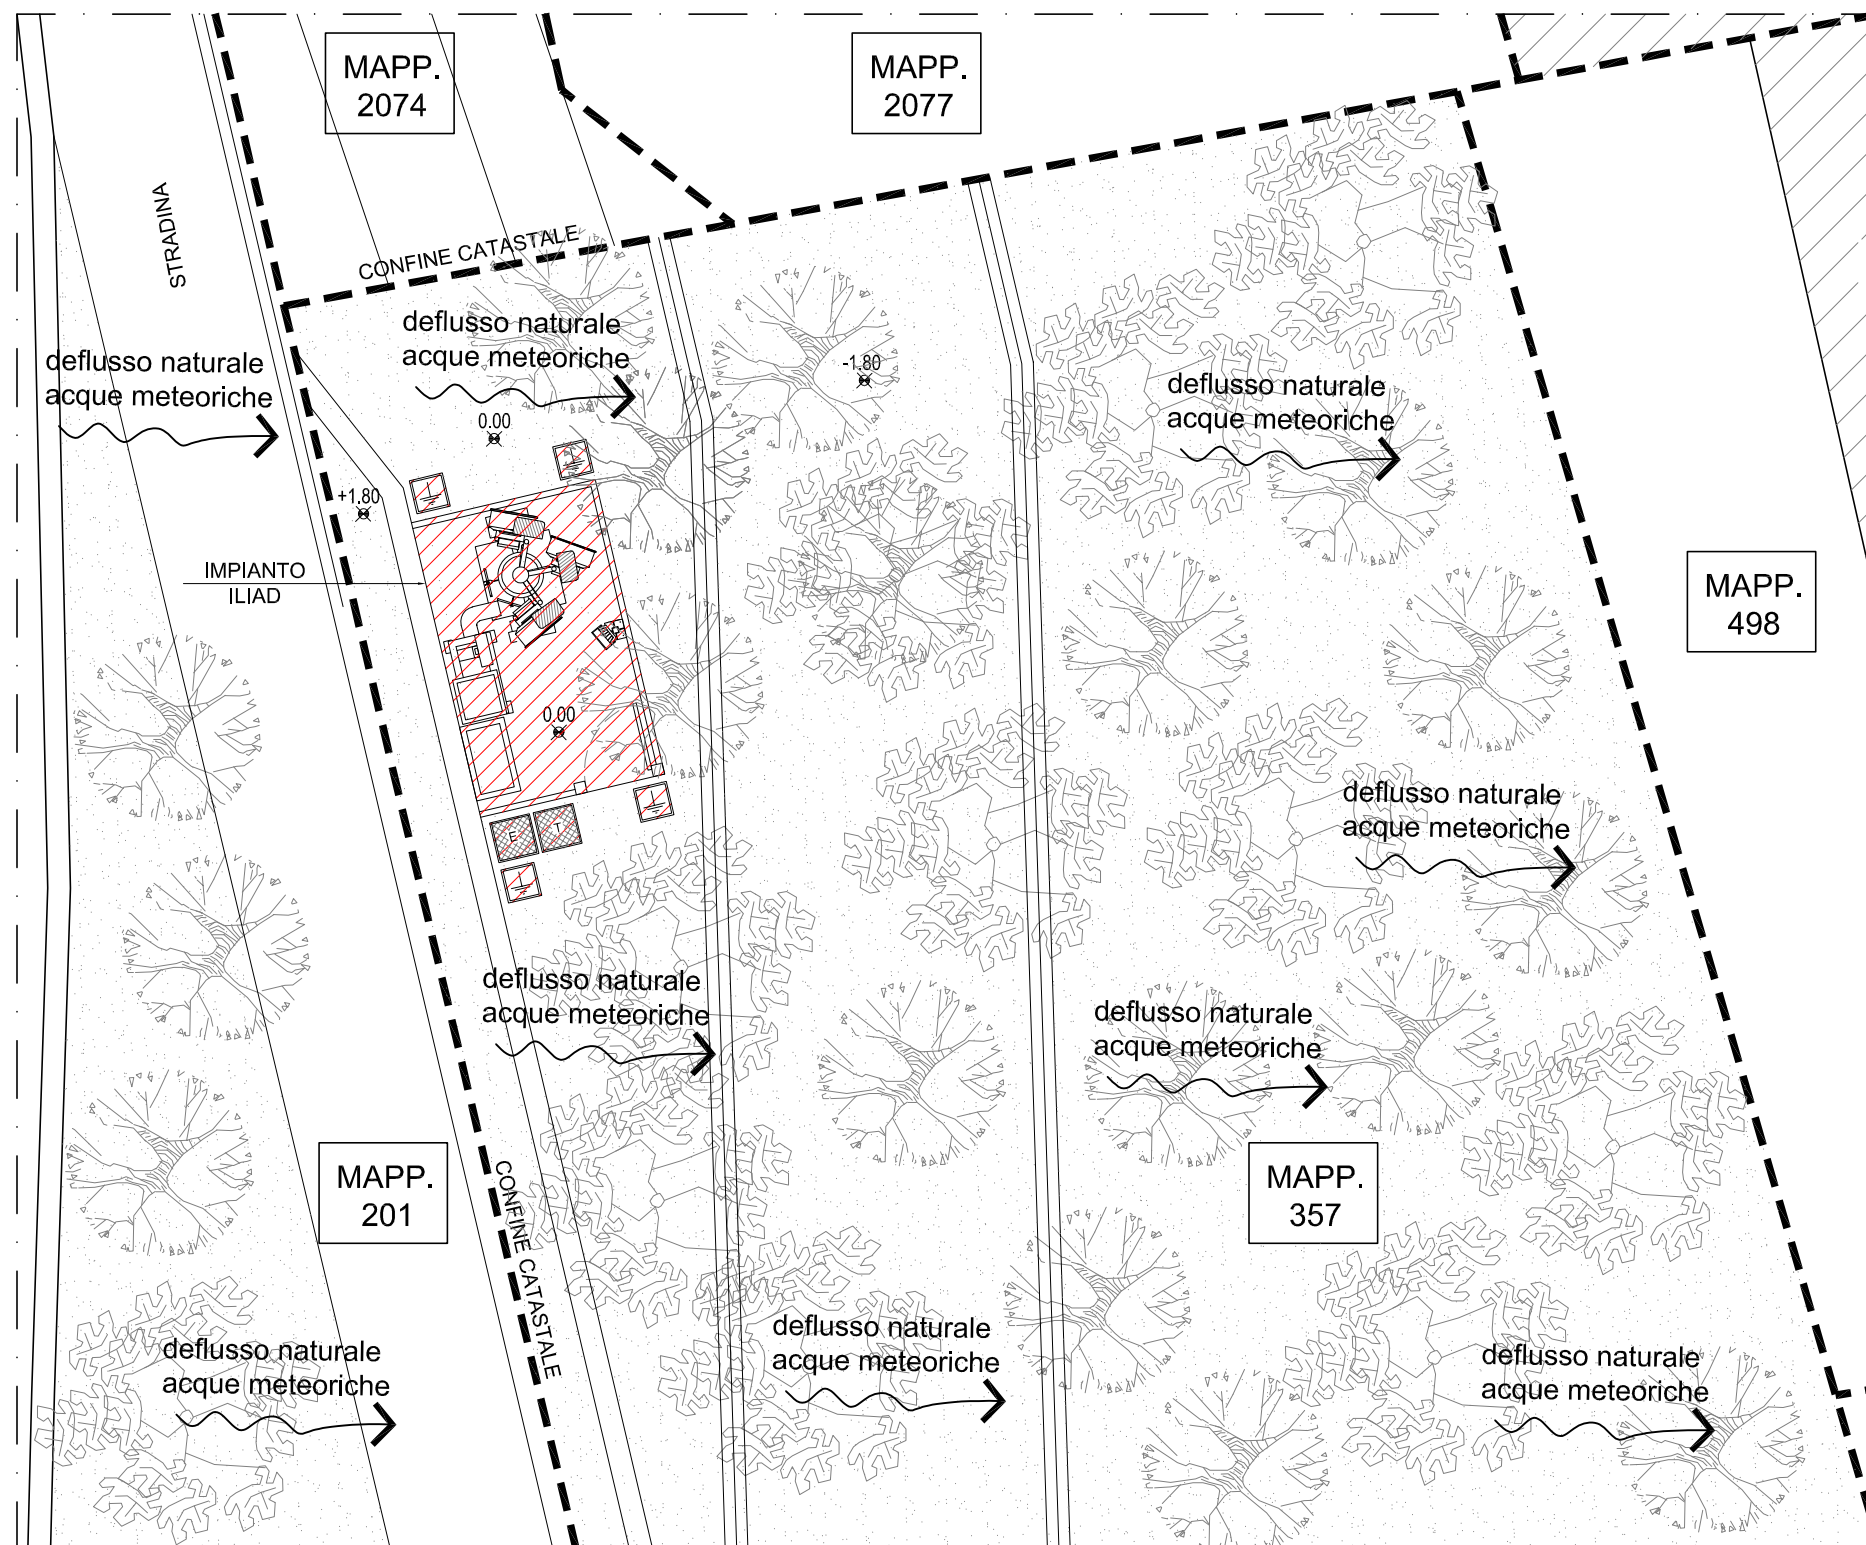 MAPP.
2074
MAPP.
2077
STRADINA
CONFINE CATASTALE
deflusso naturale
acque meteoriche
deflusso naturale
acque meteoriche
-1.80
deflusso naturale
acque meteoriche
0.00
+1.80
IMPIANTO
ILIAD
MAPP.
498
0.00
E
T
deflusso naturale
acque meteoriche
deflusso naturale
acque meteoriche
deflusso naturale
acque meteoriche
MAPP.
201
CONFINE CATASTALE
MAPP.
357
deflusso naturale
acque meteoriche
deflusso naturale
acque meteoriche
deflusso naturale
acque meteoriche